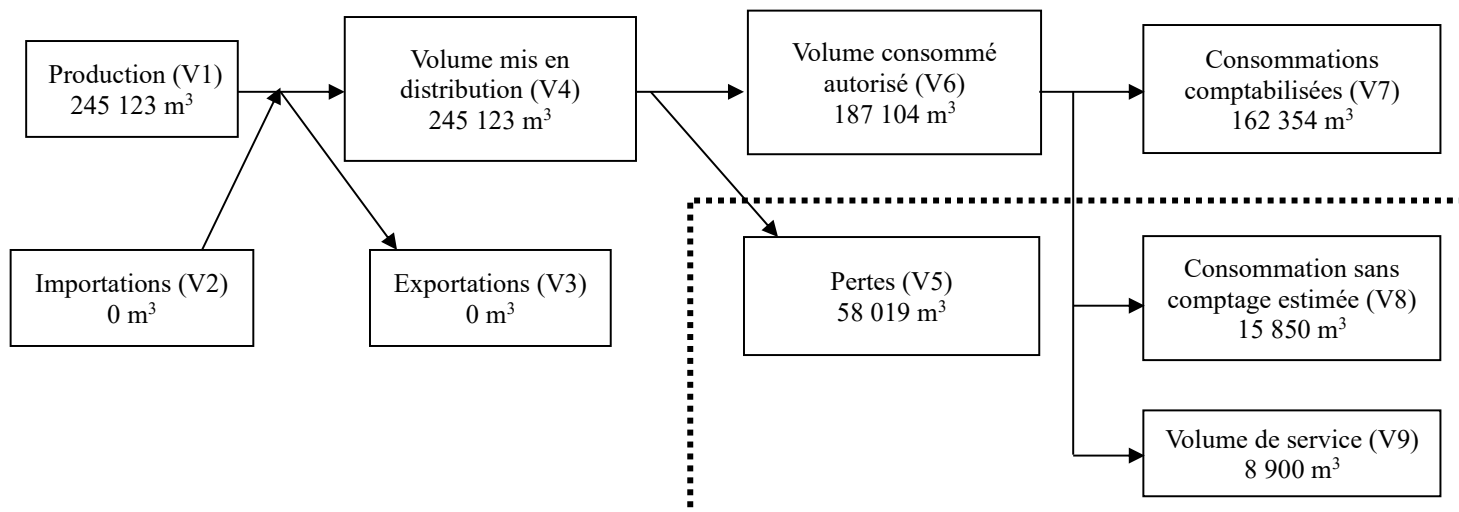 Production (V1)
245 123 m³
Volume mis en
distribution (V4)
245 123 m³
Volume consommé
autorisé (V6)
187 104 m³
Consommations
comptabilisées (V7)
162 354 m³
Importations (V2)
0 m³
Exportations (V3)
0 m³
Pertes (V5)
58 019 m³
Consommation sans
comptage estimée (V8)
15 850 m³
Volume de service (V9)
8 900 m³